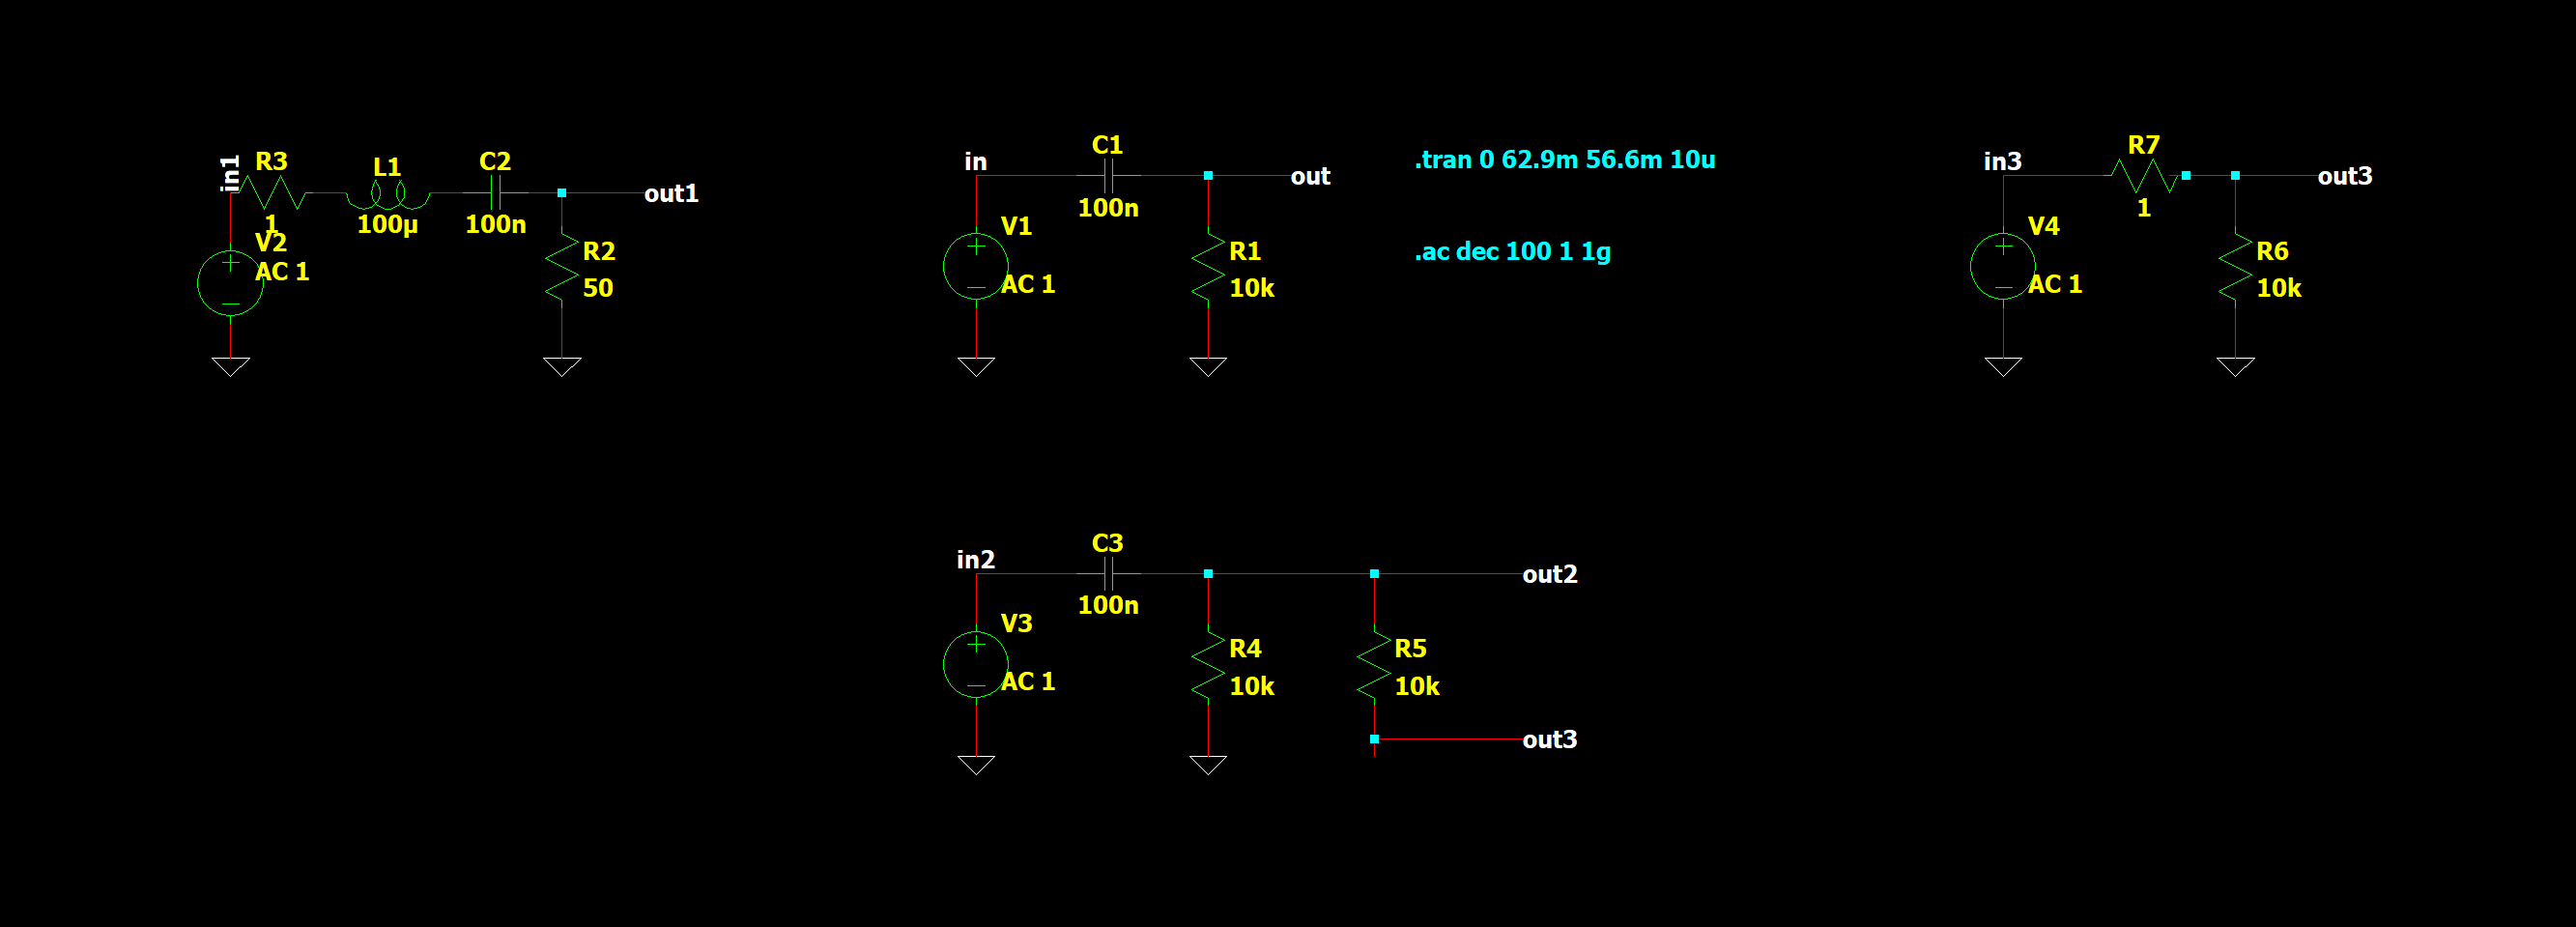 in1
R3
1
L1
100µ
C2
100n
out1
V2
AC 1
R2
50
in
C1
100n
out
V1
AC 1
R1
10k
.tran 0 62.9m 56.6m 10u
.ac dec 100 1 1g
in3
R7
1
out3
V4
AC 1
R6
10k
in2
C3
100n
out2
V3
AC 1
R4
10k
R5
10k
out3